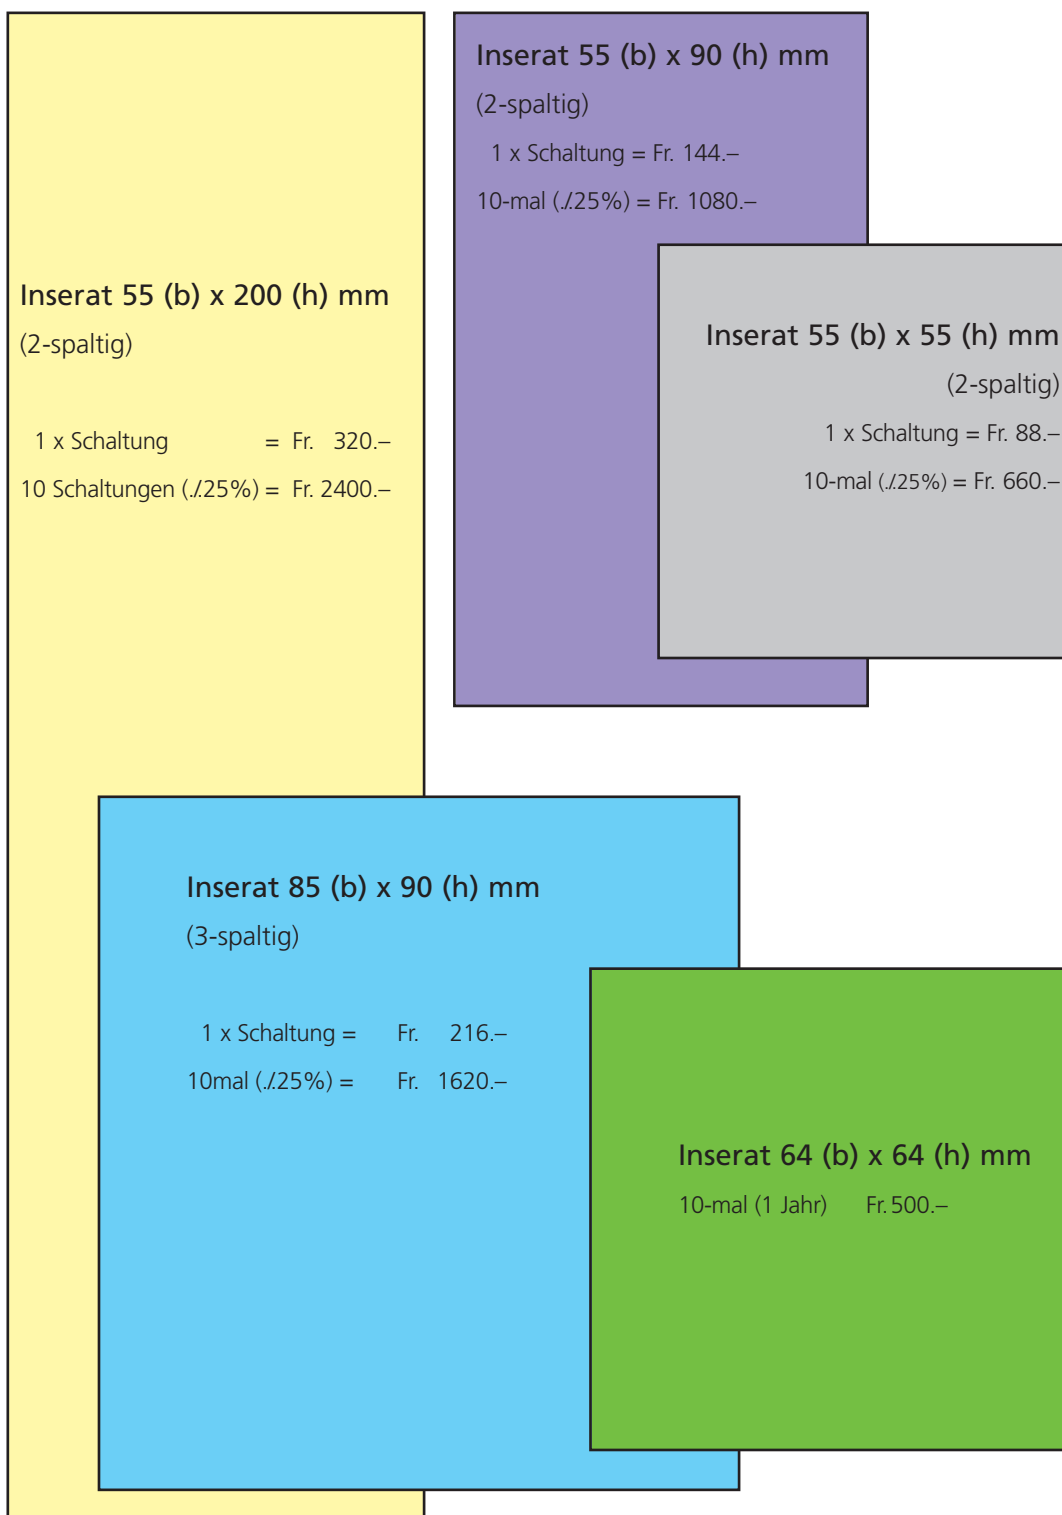 Inserat 55 (b) x 90 (h) mm
(2-spaltig)
1 x Schaltung = Fr. 144.–
10-mal (./.25%) = Fr. 1080.–
Inserat 55 (b) x 200 (h) mm
(2-spaltig)
1 x Schaltung = Fr. 320.–
10 Schaltungen (./.25%) = Fr. 2400.–
Inserat 55 (b) x 55 (h) mm
(2-spaltig)
1 x Schaltung = Fr. 88.–
10-mal (./.25%) = Fr. 660.–
Inserat 85 (b) x 90 (h) mm
(3-spaltig)
1 x Schaltung = Fr. 216.–
10mal (./.25%) = Fr. 1620.–
Inserat 64 (b) x 64 (h) mm
10-mal (1 Jahr) Fr. 500.–